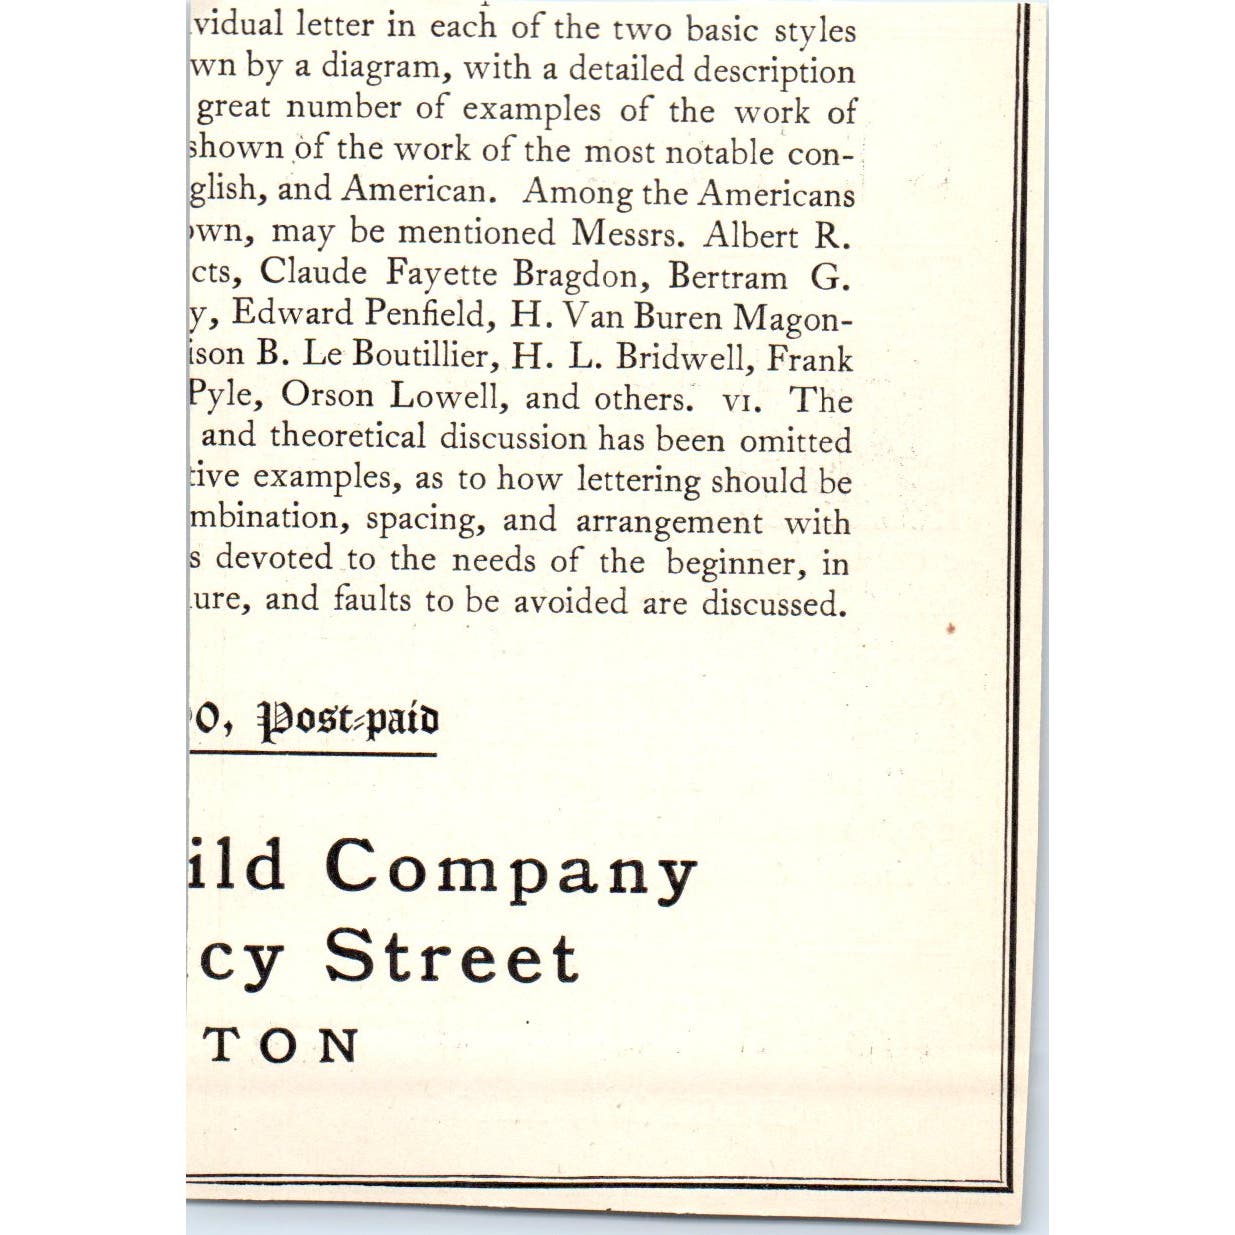 vidual letter in each of the two basic styles
wn by a diagram, with a detailed description
great number of examples of the work of
shown of the work of the most notable con-
glish, and American. Among the Americans
own, may be mentioned Messrs. Albert R.
cts, Claude Fayette Bragdon, Bertram G.
y, Edward Penfield, H. Van Buren Magon-
ison B. Le Boutillier, H. L. Bridwell, Frank
Pyle, Orson Lowell, and others. VI. The
and theoretical discussion has been omitted
tive examples, as to how lettering should be
mbination, spacing, and arrangement with
s devoted to the needs of the beginner, in
ure, and faults to be avoided are discussed.
0, Post-paid
ild Company
cy Street
TON